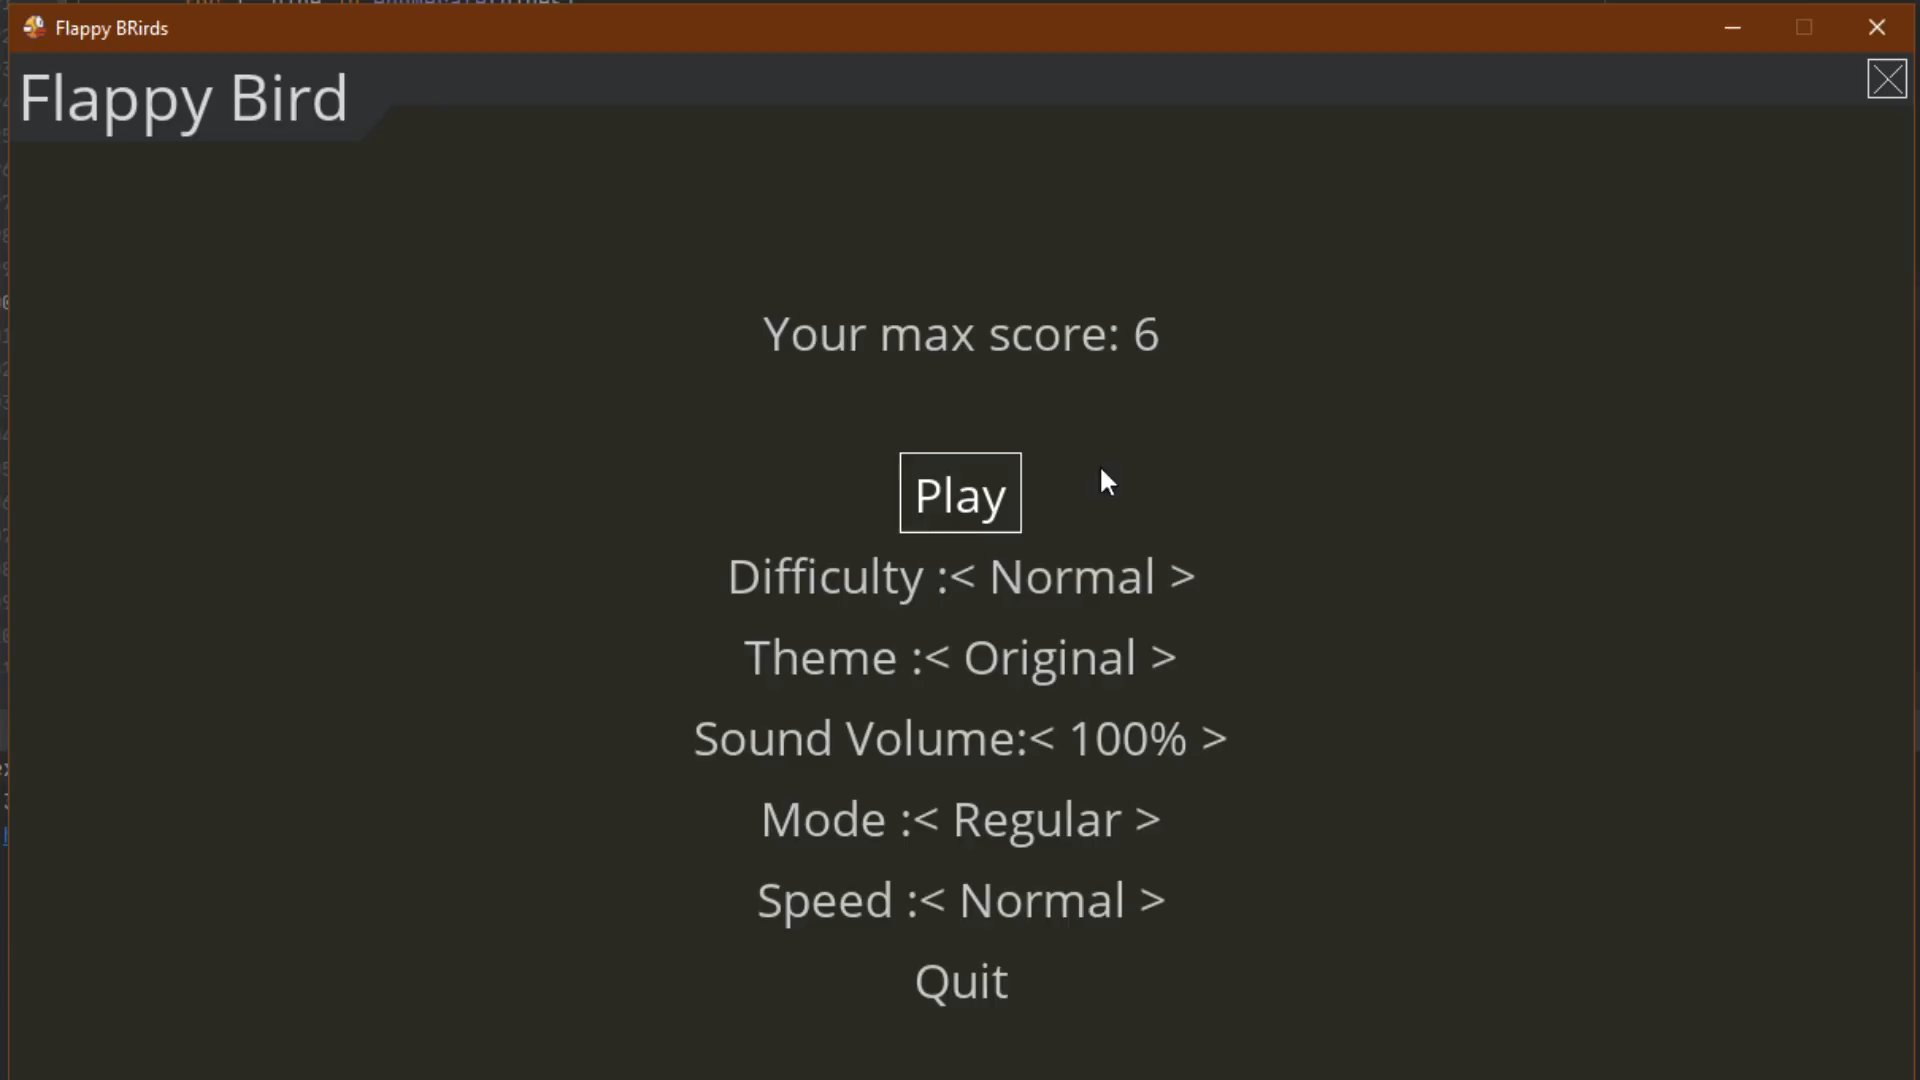 Flappy BRirds
Flappy Bird
Your max score: 6
Play
Difficulty :< Normal >
Theme :< Original >
Sound Volume:< 100% >
Mode :< Regular >
Speed :< Normal >
Quit